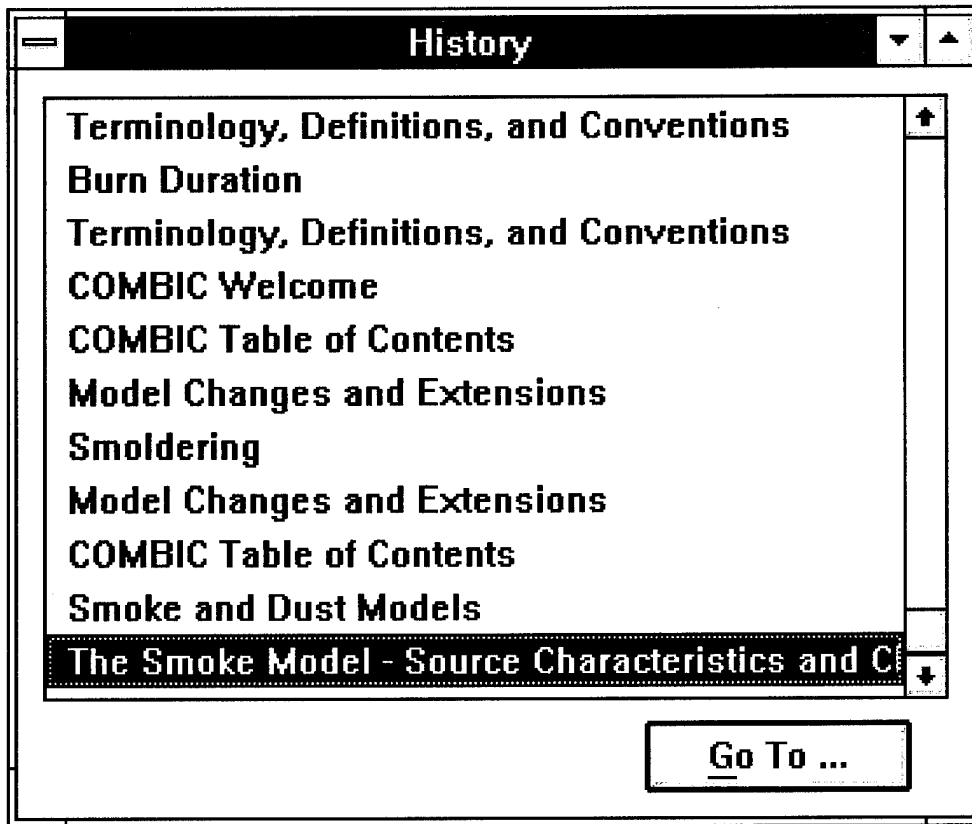 History
Terminology, Definitions, and Conventions
Burn Duration
Terminology, Definitions, and Conventions
COMBIC Welcome
COMBIC Table of Contents
Model Changes and Extensions
Smoldering
Model Changes and Extensions
COMBIC Table of Contents
Smoke and Dust Models
The Smoke Model - Source Characteristics and
Go To ...